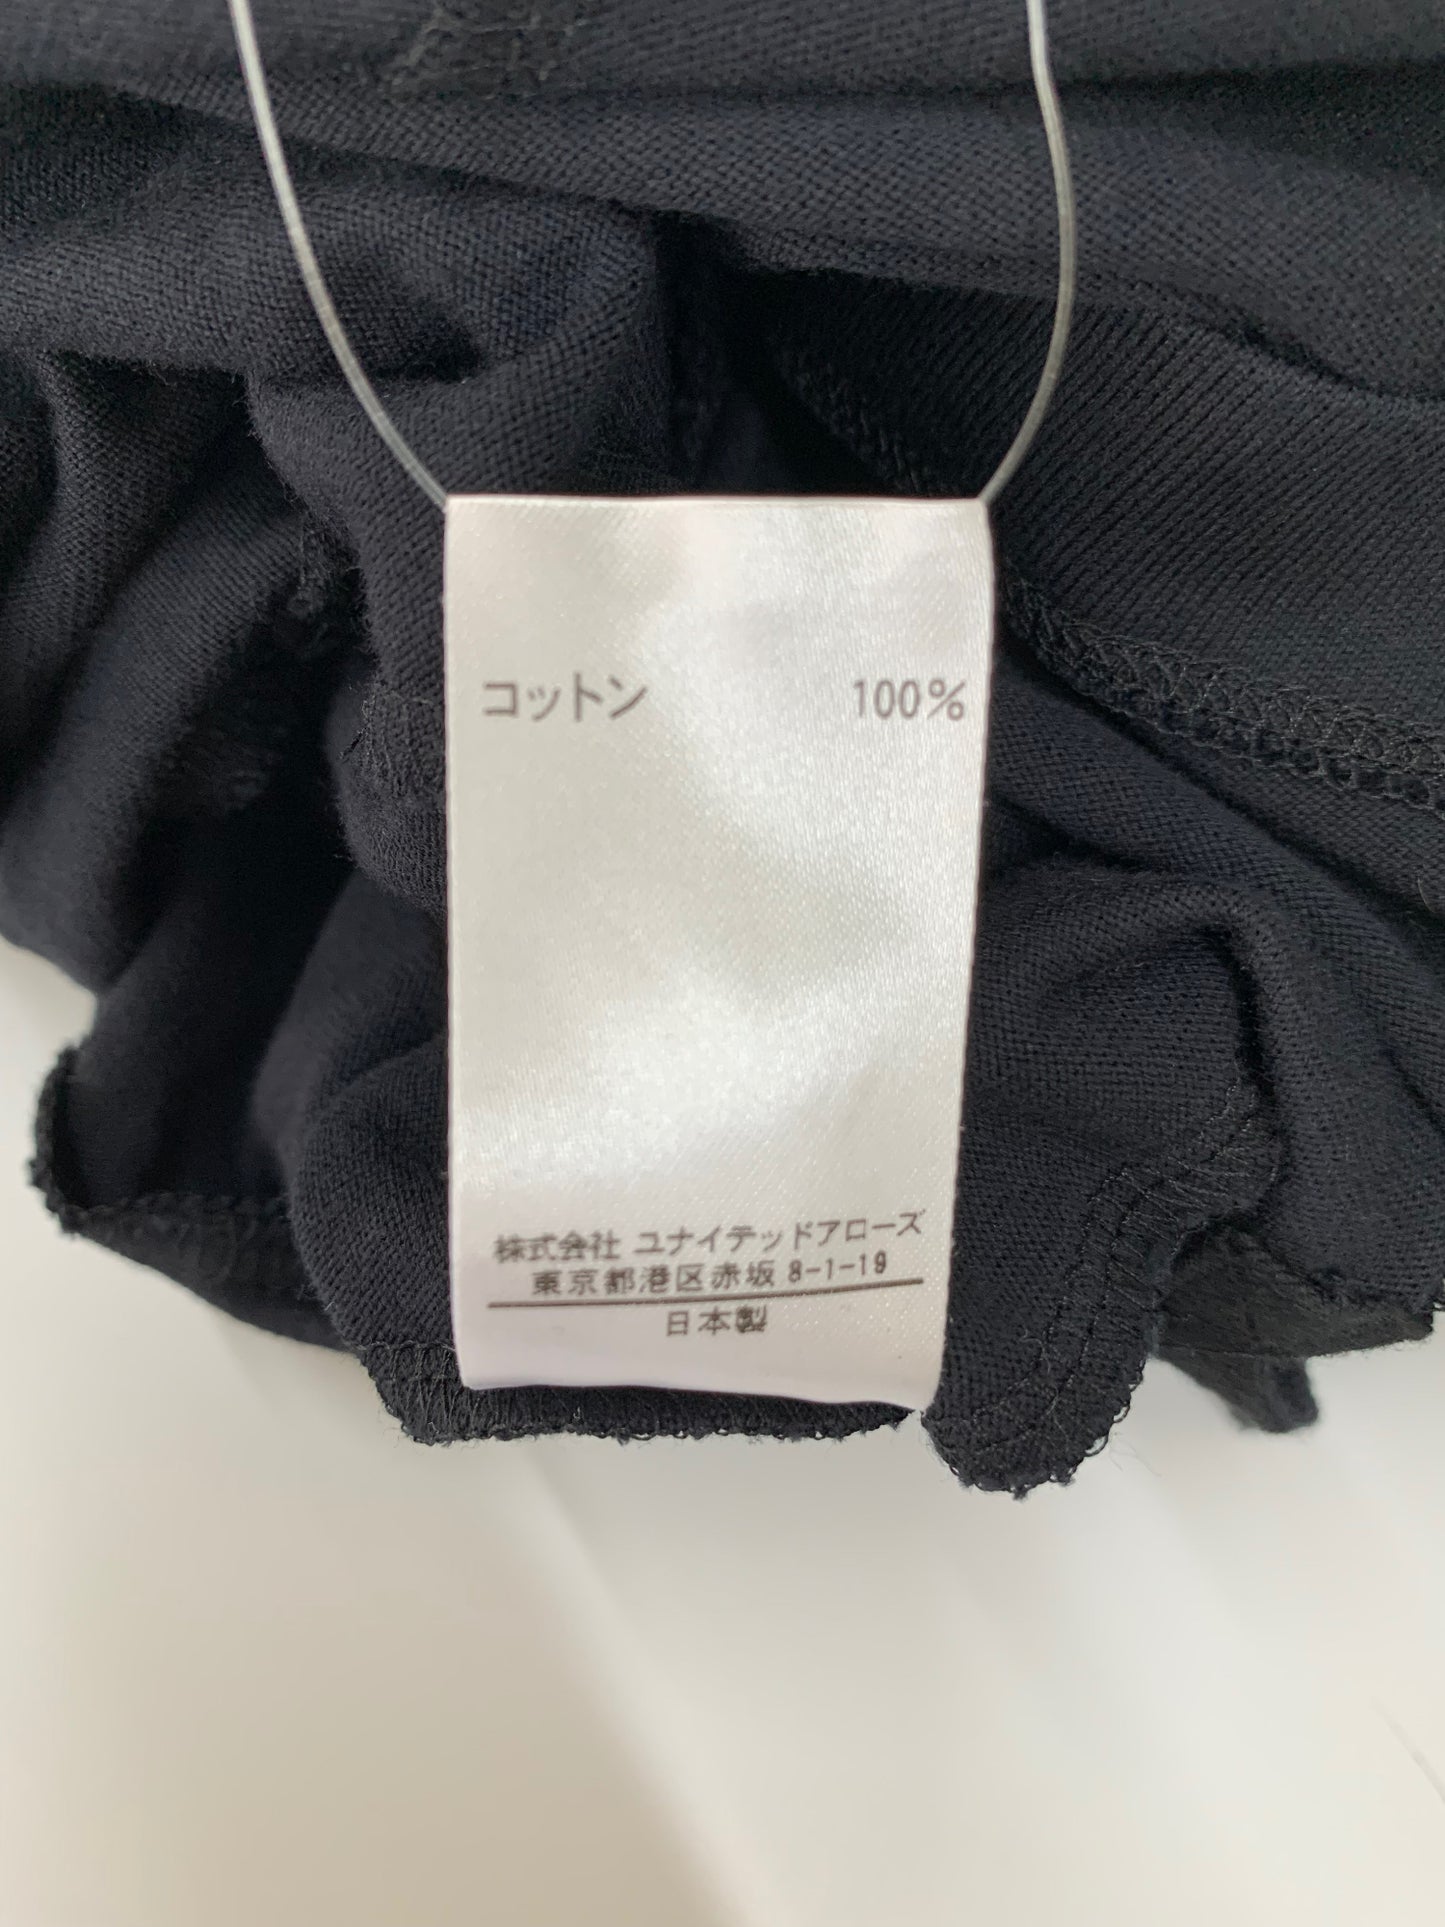 コットン 100%
株式会社 ユナイテッドアローズ
東京都港区赤坂 8-1-19
日本製